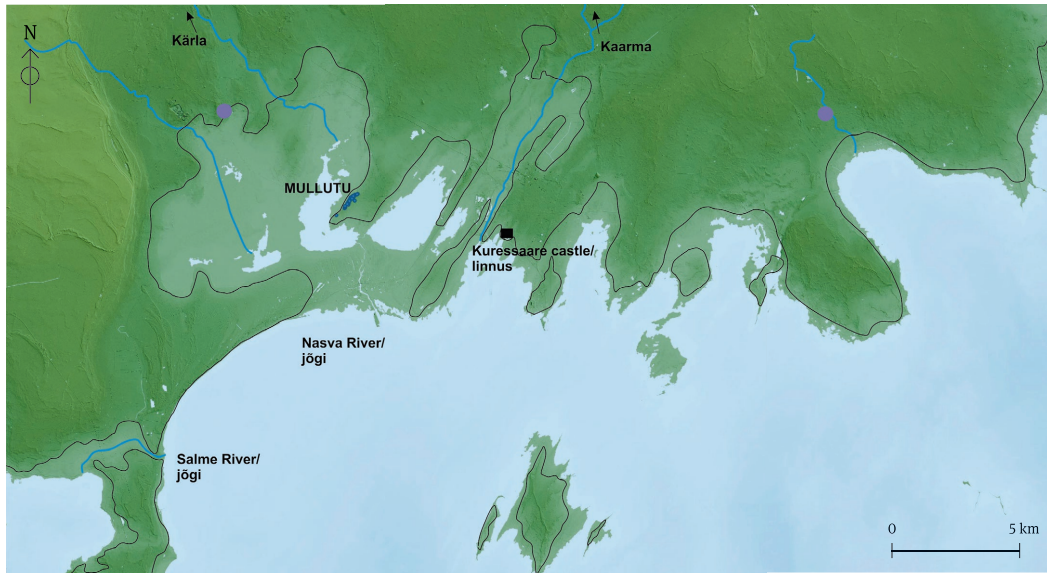 N
Kärla
Kaarma
MULLUTU
Kuressaare castle/
linnus
Nasva River/
jõgi
Salme River/
jõgi
0 5 km